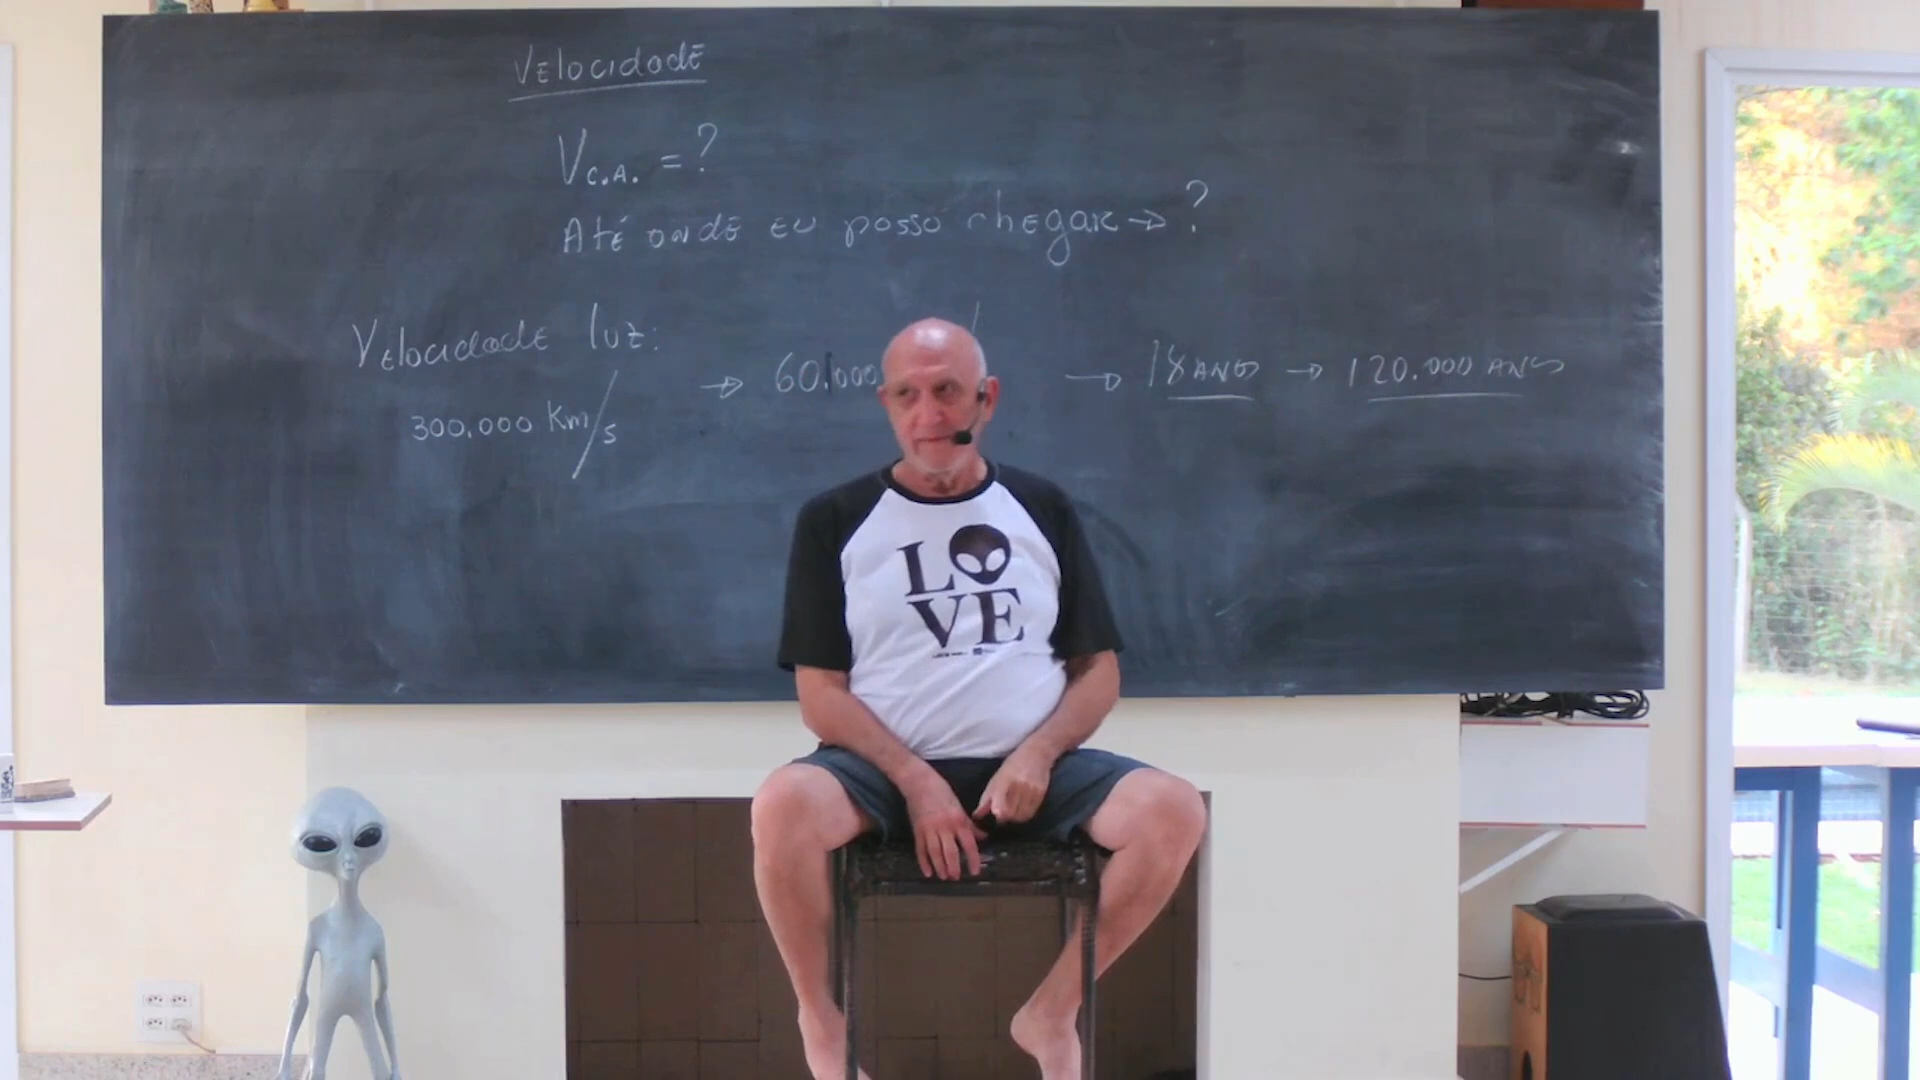 VELOCIDADE
VC.A. = ?
ATÉ ONDE EU POSSO CHEGAR → ?
VELOCIDADE LUZ:
300.000 Km/s → 60.000 → 18 ANOS → 120.000 ANOS
LOVE